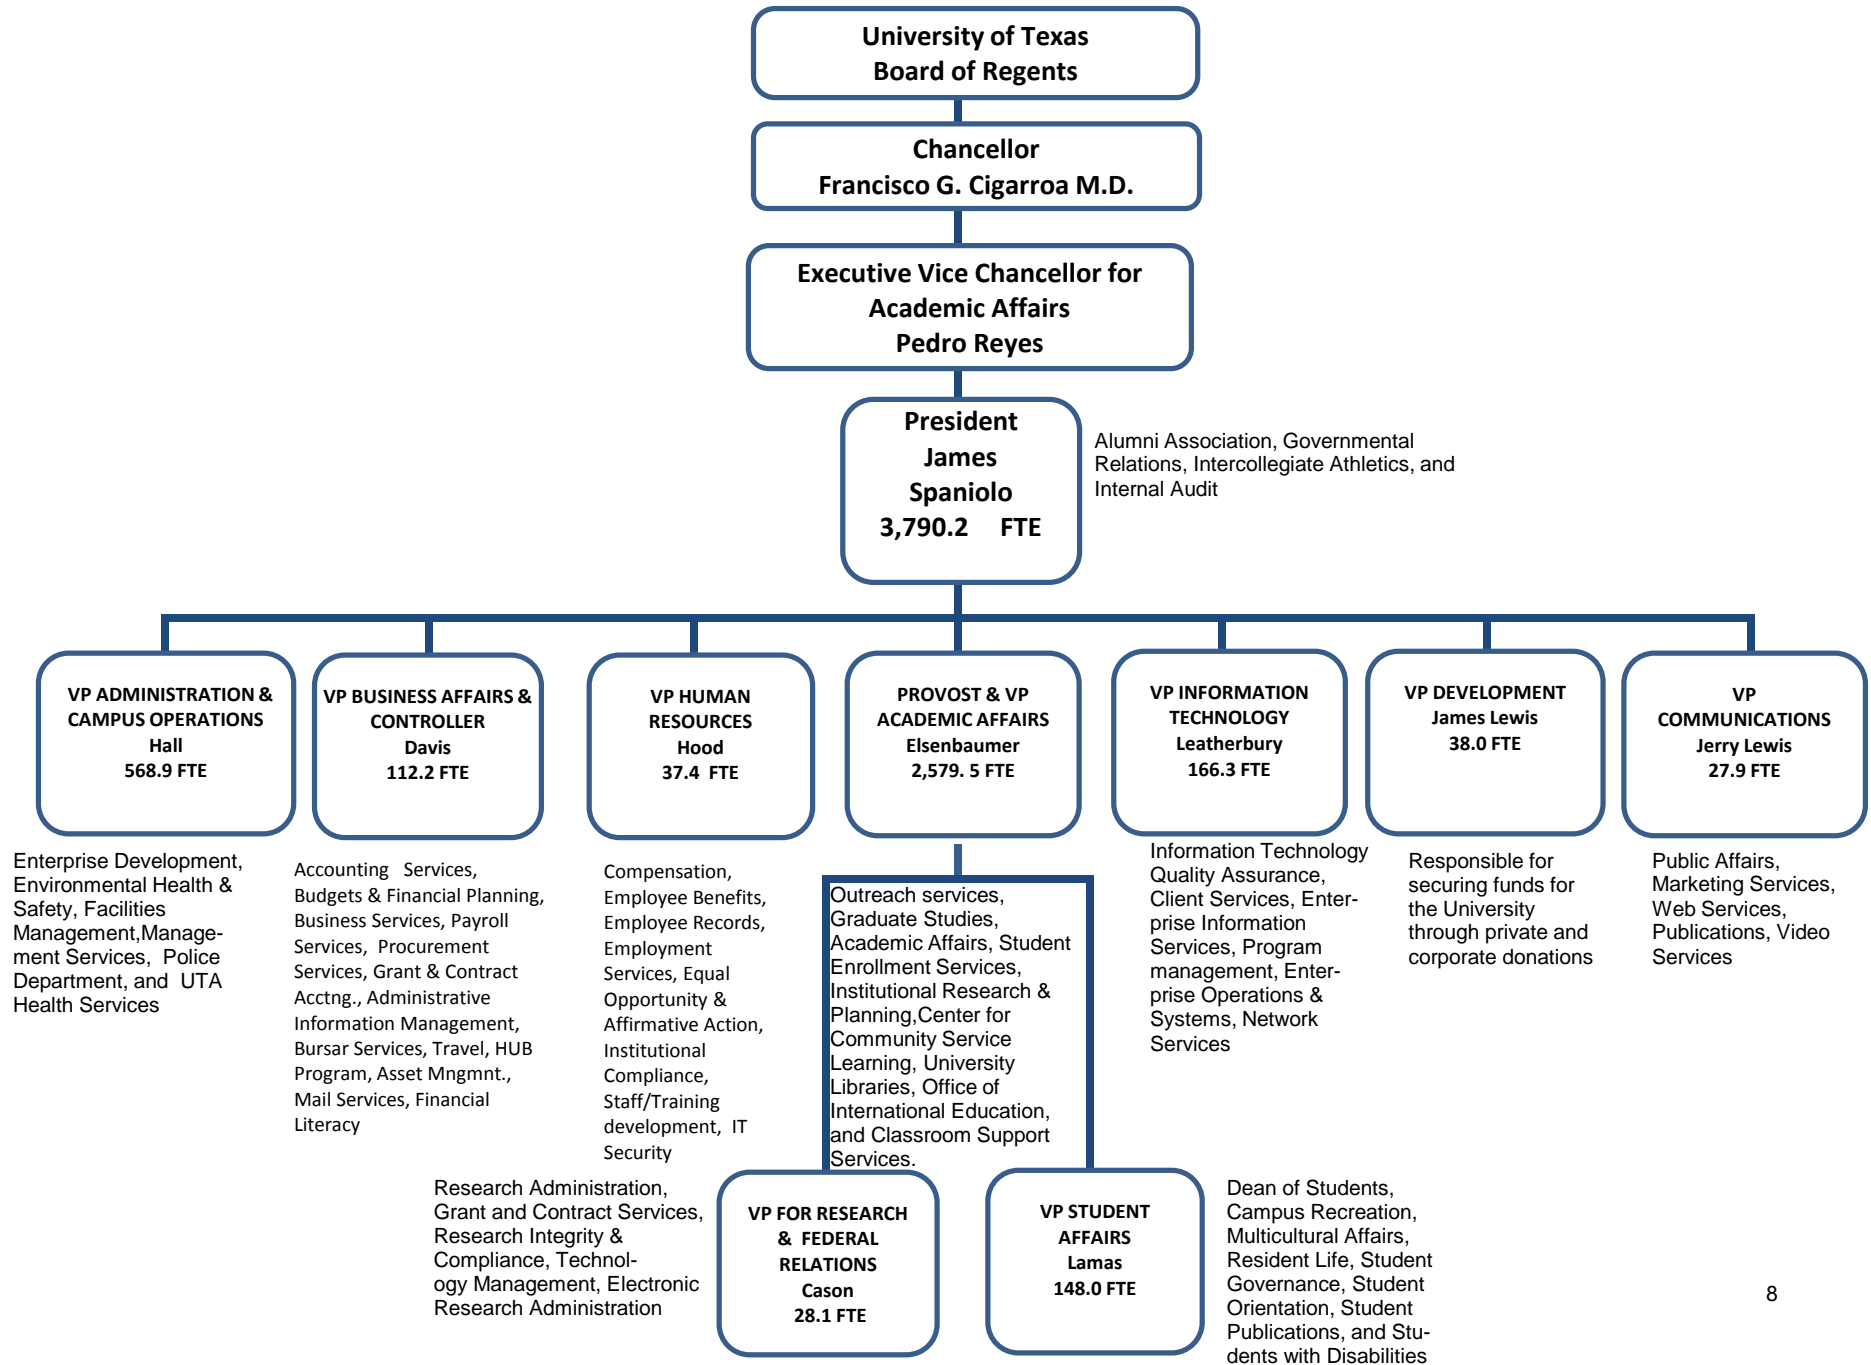 University of Texas
Board of Regents
Chancellor
Francisco G. Cigarroa M.D.
Executive Vice Chancellor for
Academic Affairs
Pedro Reyes
President
James
Spaniolo
3,790.2 FTE
Alumni Association, Governmental
Relations, Intercollegiate Athletics, and
Internal Audit
VP ADMINISTRATION &
CAMPUS OPERATIONS
Hall
568.9 FTE
VP BUSINESS AFFAIRS &
CONTROLLER
Davis
112.2 FTE
VP HUMAN
RESOURCES
Hood
37.4 FTE
PROVOST & VP
ACADEMIC AFFAIRS
Elsenbaumer
2,579. 5 FTE
VP INFORMATION
TECHNOLOGY
Leatherbury
166.3 FTE
VP DEVELOPMENT
James Lewis
38.0 FTE
VP
COMMUNICATIONS
Jerry Lewis
27.9 FTE
Enterprise Development,
Environmental Health &
Safety, Facilities
Management,Manage-
ment Services, Police
Department, and UTA
Health Services
Accounting Services,
Budgets & Financial Planning,
Business Services, Payroll
Services, Procurement
Services, Grant & Contract
Acctng., Administrative
Information Management,
Bursar Services, Travel, HUB
Program, Asset Mngmnt.,
Mail Services, Financial
Literacy
Compensation,
Employee Benefits,
Employee Records,
Employment
Services, Equal
Opportunity &
Affirmative Action,
Institutional
Compliance,
Staff/Training
development, IT
Security
Outreach services,
Graduate Studies,
Academic Affairs, Student
Enrollment Services,
Institutional Research &
Planning,Center for
Community Service
Learning, University
Libraries, Office of
International Education,
and Classroom Support
Services.
Information Technology
Quality Assurance,
Client Services, Enter-
prise Information
Services, Program
management, Enter-
prise Operations &
Systems, Network
Services
Responsible for
securing funds for
the University
through private and
corporate donations
Public Affairs,
Marketing Services,
Web Services,
Publications, Video
Services
Research Administration,
Grant and Contract Services,
Research Integrity &
Compliance, Technol-
ogy Management, Electronic
Research Administration
VP FOR RESEARCH
& FEDERAL
RELATIONS
Cason
28.1 FTE
VP STUDENT
AFFAIRS
Lamas
148.0 FTE
Dean of Students,
Campus Recreation,
Multicultural Affairs,
Resident Life, Student
Governance, Student
Orientation, Student
Publications, and Stu-
dents with Disabilities
8